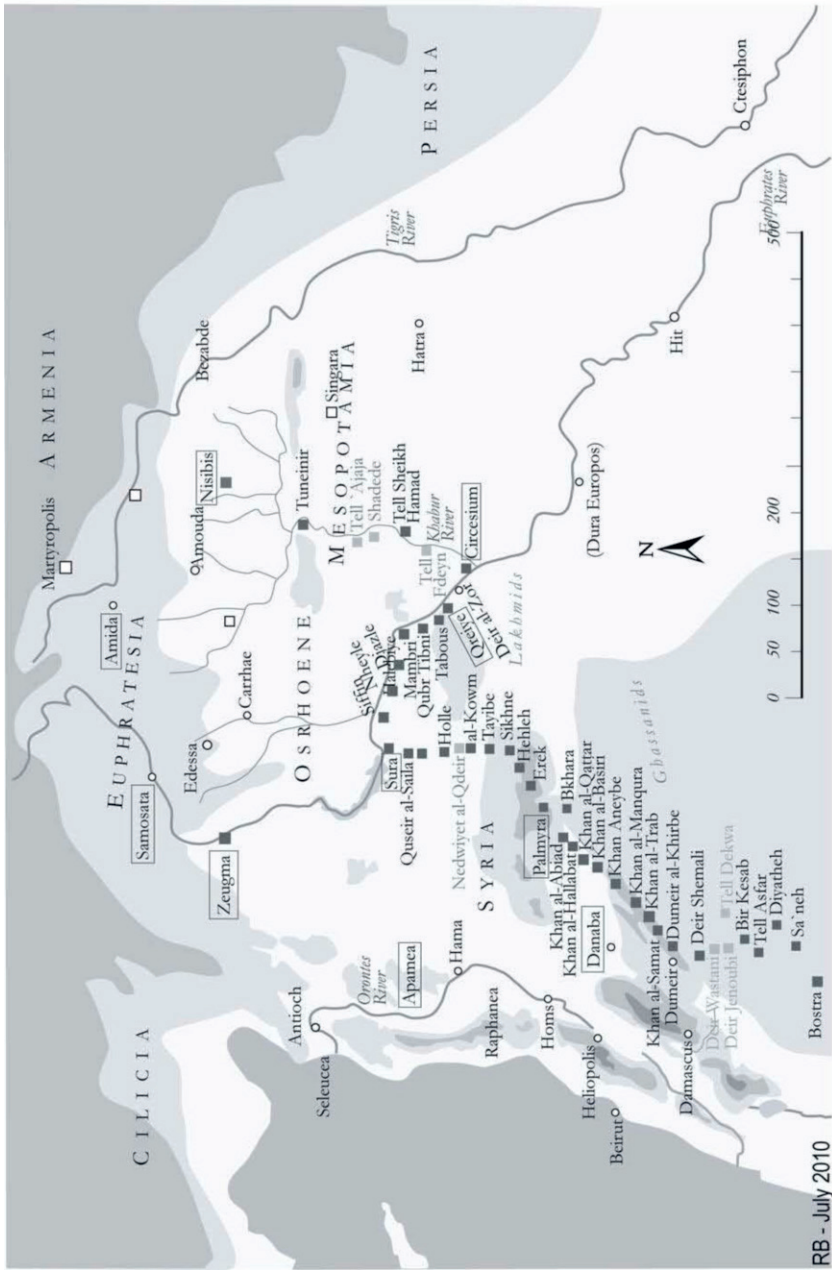 ARMENIA
Martyropolis
Amida
EUPHRATESIA
Samosata
CILICIA
Bezabde
Nisibis
Amouda
Carrhae
Edessa
Zeugma
PERSIA
Tigris
River
Hatra
Singara
MESOPOTAMIA
Tuneinir
Tell `Ajaja
Shadede
Tell Sheikh
Hamad
Khabur
River
Tell
Fdeyn
Circesium
OSRHOENE
Djazle
Mambri
Qubr Tibni
Tabous
Qreiye
Deir al-Zor
Lakhmids
Sura
Quseir al-Saila
Holle
Nedwiyet al-Qdeir
al-Kowm
Tayibe
Sikhne
Hehleh
Erek
SYRIA
Palmyra
Bkhara
Khan al-Abiad
Khan al-Hallabat
Khan al-Qattar
Khan al-Basiri
Khan Aneybe
Danaba
Khan al-Manqura
Khan al-Trab
Khan al-Samat
Dumeir al-Khirbe
Dumeir
Deir Shemali
Deir Wastani
Deir Jenoubi
Tell Dekwa
Bir Kesab
Tell Asfar
Diyatheh
Sa`neh
Bostra
Ghassanids
Antioch
Seleucea
Orontes
River
Apamea
Hama
Raphanea
Homs
Heliopolis
Beirut
Damascus
(Dura Europos)
Hit
Ctesiphon
Euphrates
River
N
0
50
100
200
500
RB - July 2010